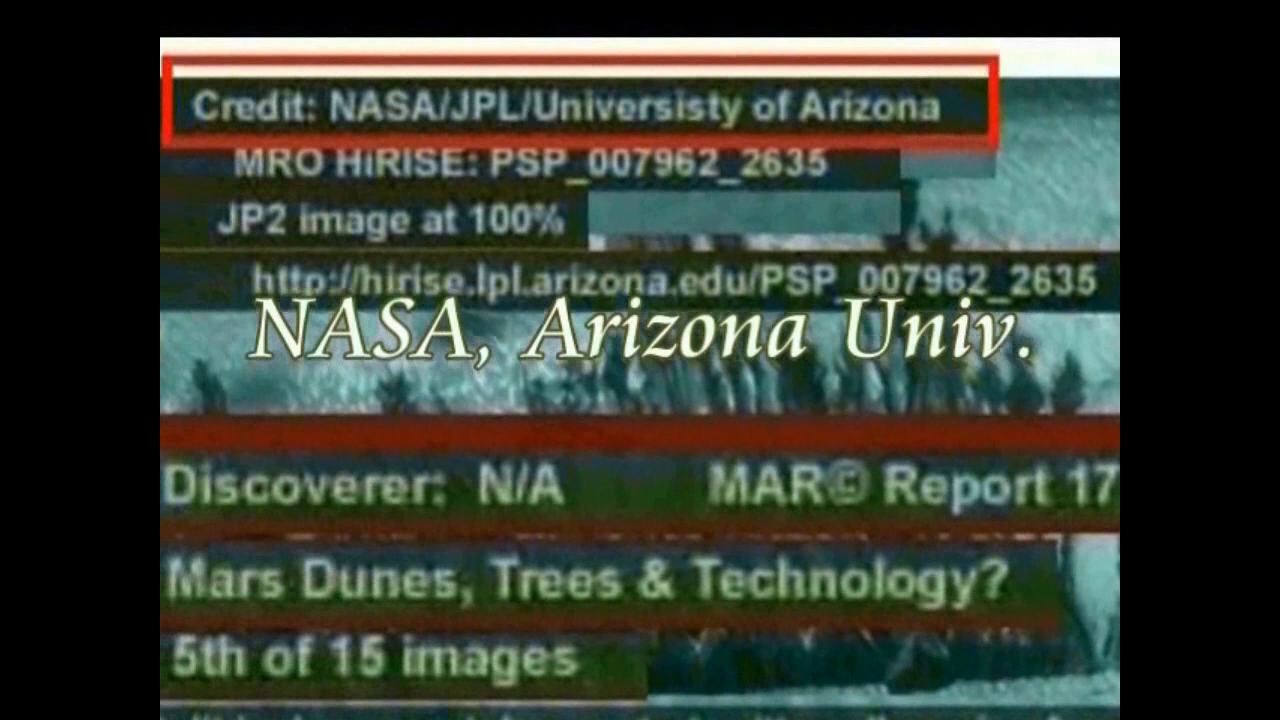 Credit: NASA/JPL/Universisty of Arizona
MRO HiRISE: PSP_007962_2635
JP2 image at 100%
http://hirise.lpl.arizona.edu/PSP_007962_2635
NASA, Arizona Univ.
Discoverer: N/A MAR© Report 17
Mars Dunes, Trees & Technology?
5th of 15 images